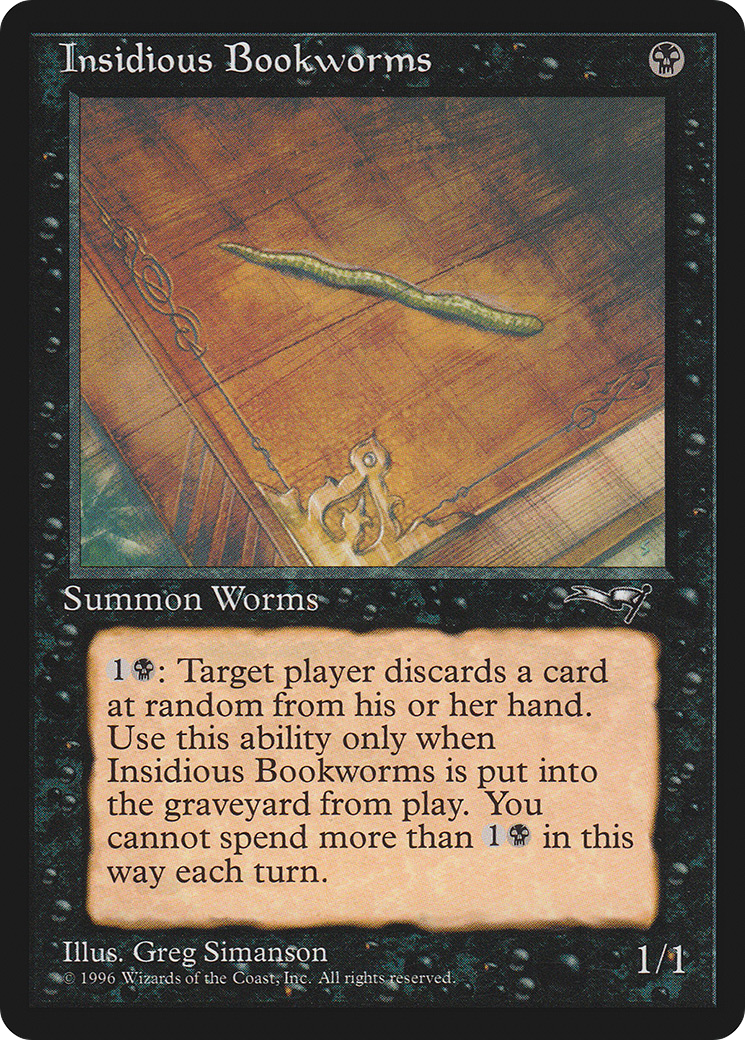 Insidious Bookworms
Summon Worms
1: Target player discards a card
at random from his or her hand.
Use this ability only when
Insidious Bookworms is put into
the graveyard from play. You
cannot spend more than 1 in this
way each turn.
Illus. Greg Simanson
1/1
© 1996 Wizards of the Coast, Inc. All rights reserved.